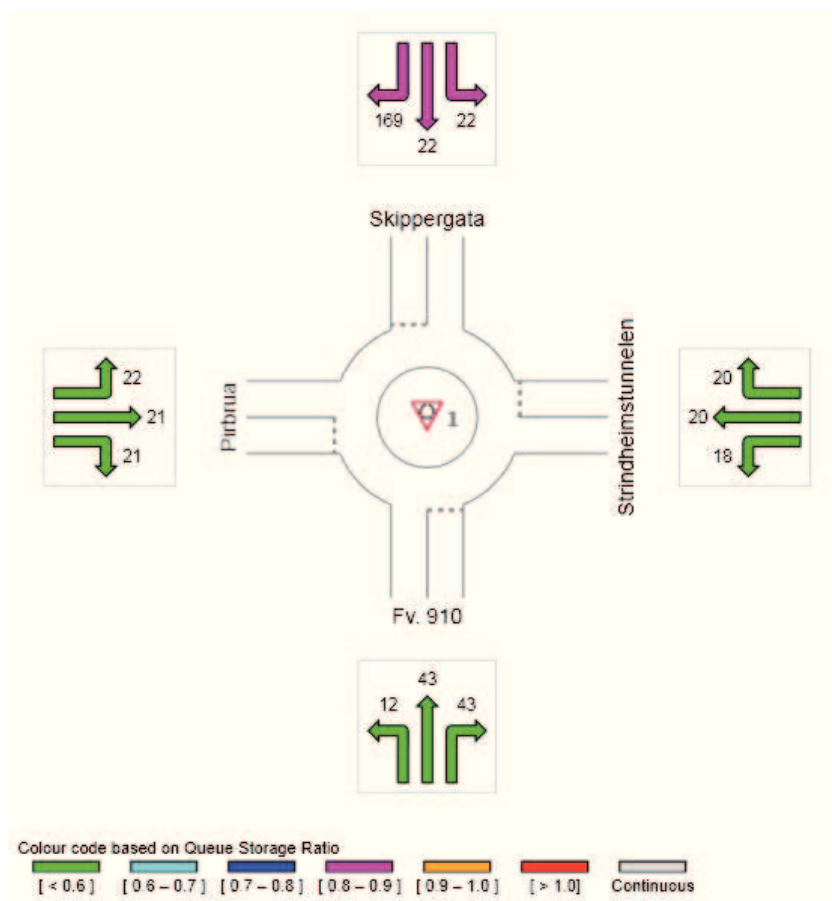 169 22
22
Skippergata
22
21
21
Pirbrua
1
Strindheimstunnelen
20
20
18
Fv. 910
43
12 43
Colour code based on Queue Storage Ratio
[ < 0.6 ] [ 0.6 – 0.7 ] [ 0.7 – 0.8 ] [ 0.8 – 0.9 ] [ 0.9 – 1.0 ] [ > 1.0 ] Continuous